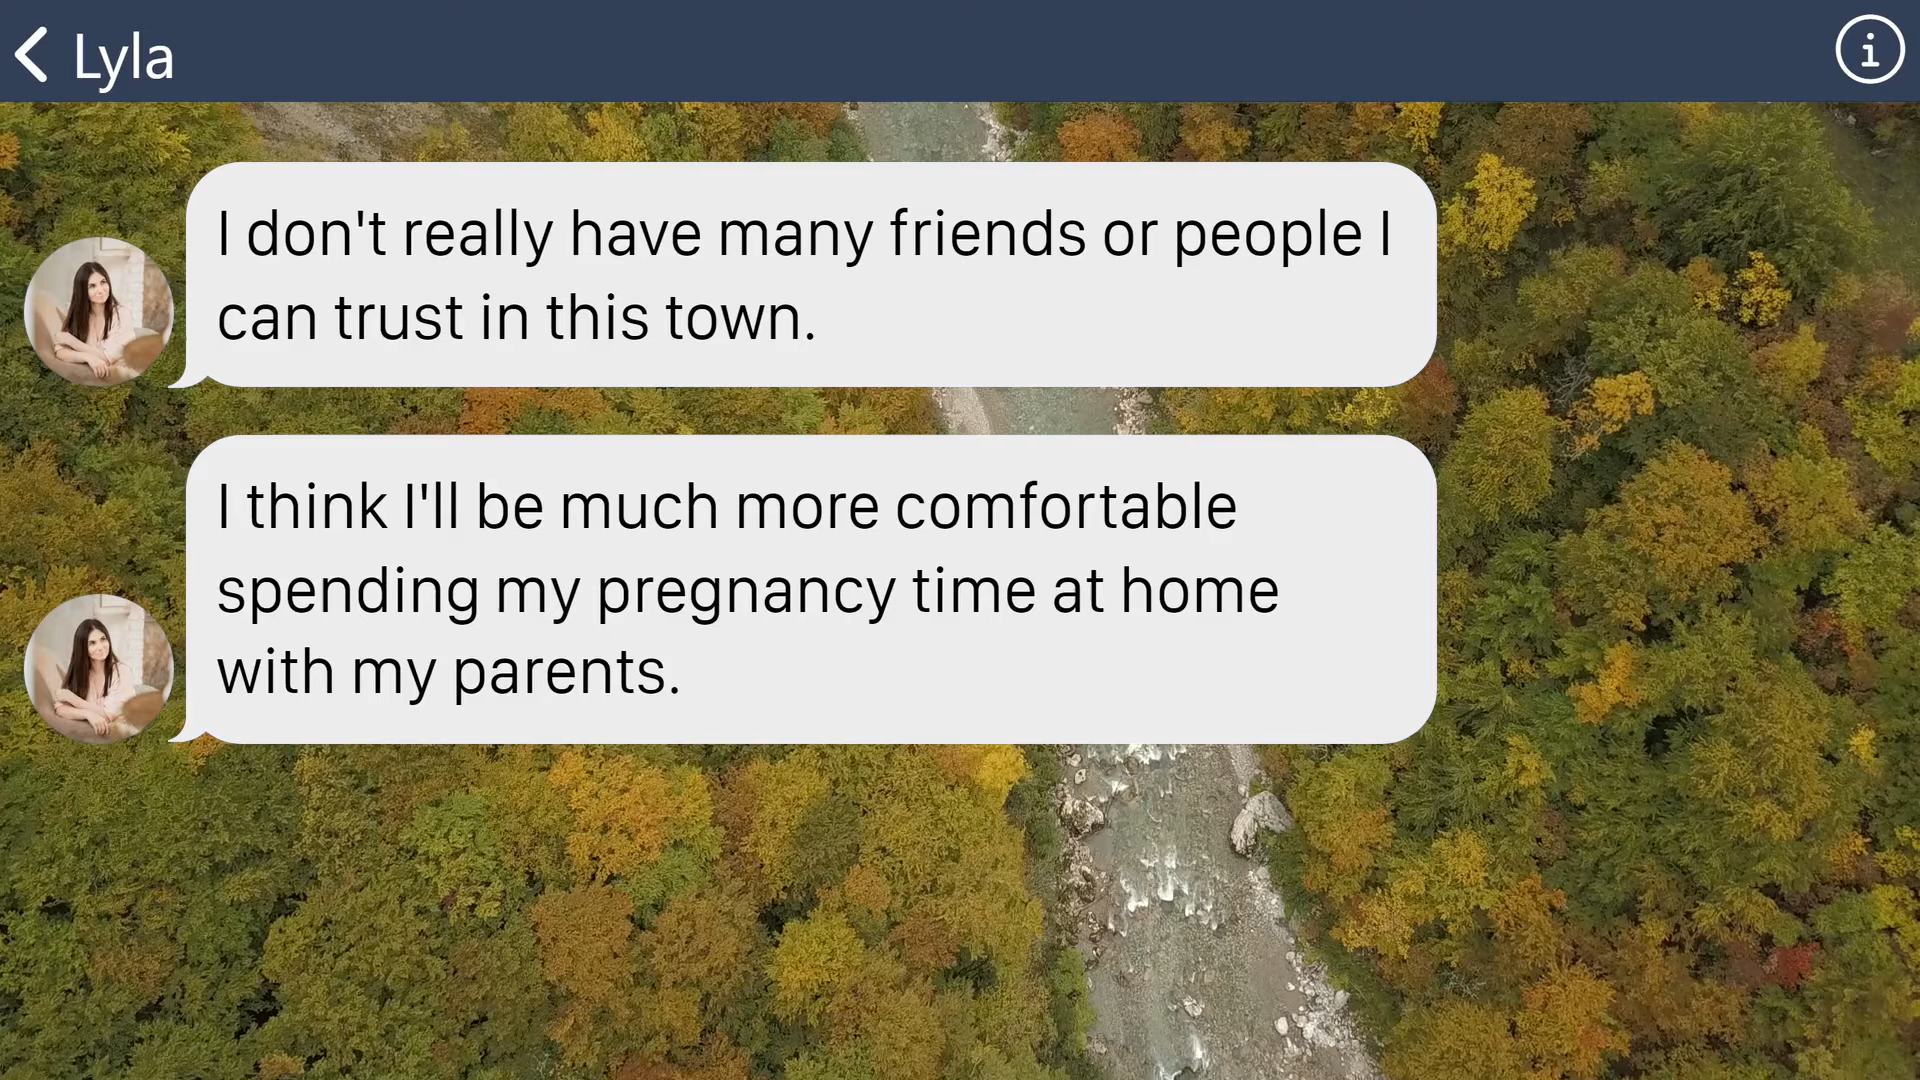 Lyla
I don't really have many friends or people I
can trust in this town.
I think I'll be much more comfortable
spending my pregnancy time at home
with my parents.